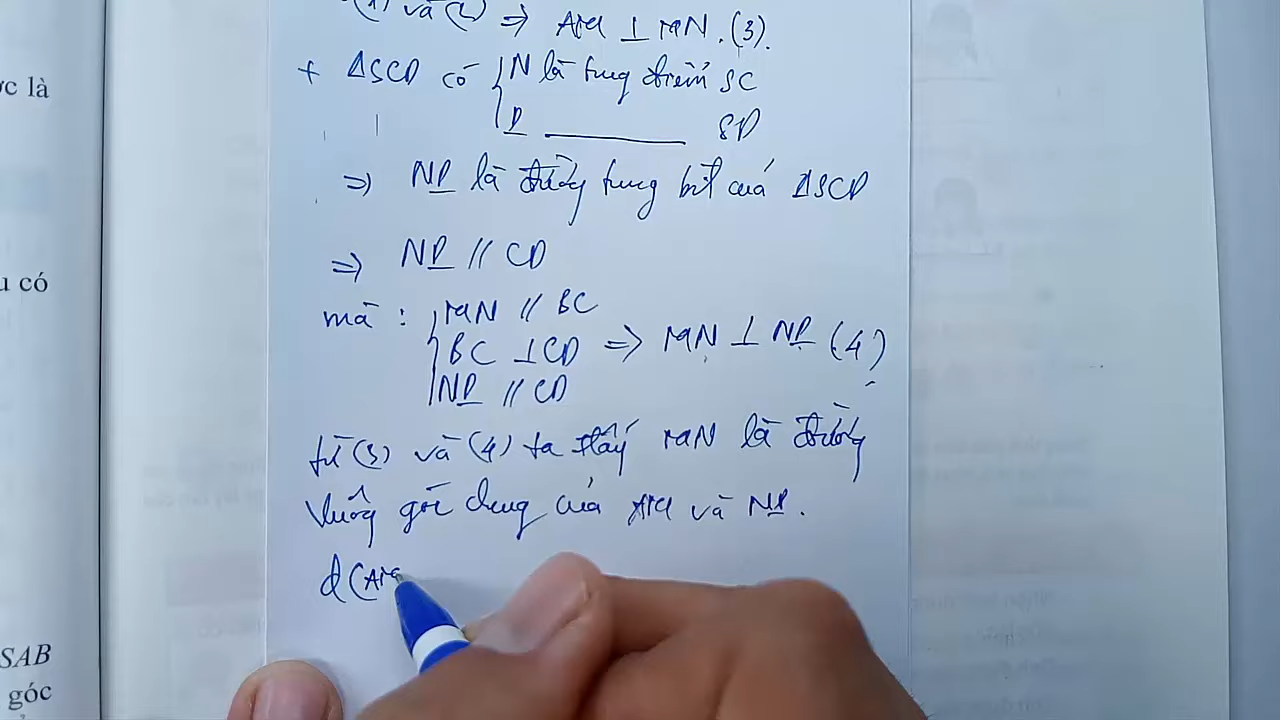 (1) và (2) ⇒ AM ⊥ MN. (3).
+ ΔSCD có { N là trung điểm SC
P ______ SD
⇒ NP là đường trung bình của ΔSCD
⇒ NP // CD
mà : { MN // BC
BC ⊥ CD ⇒ MN ⊥ NP (4)
NP // CD
từ (3) và (4) ta thấy MN là đường
vuông góc chung của AM và NP.
d(AM
ợc là
u có
SAB
góc